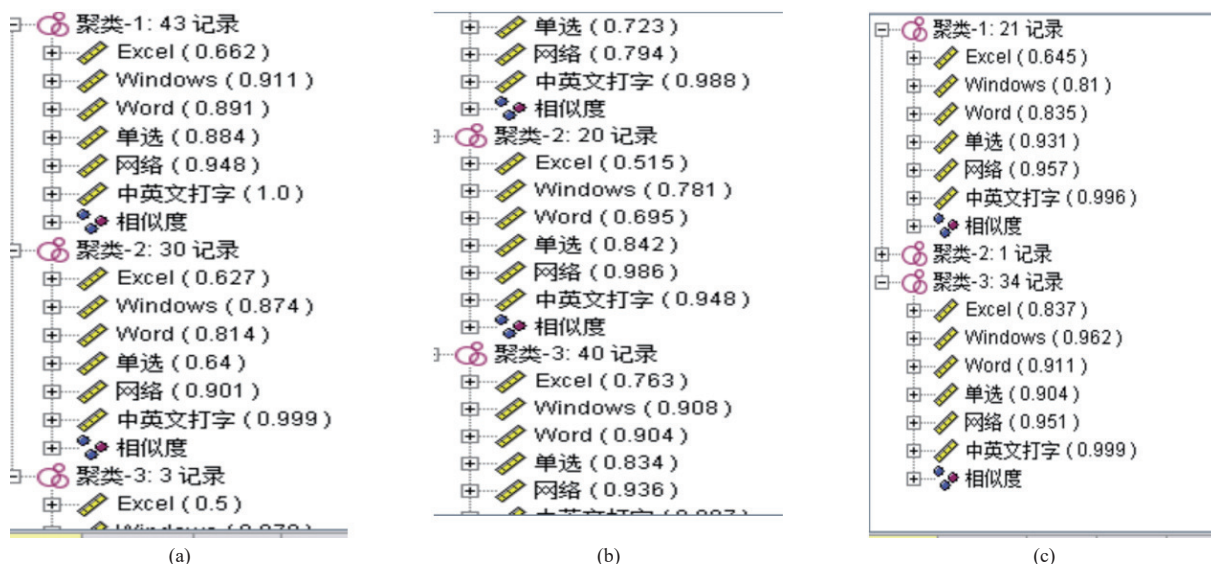 聚类-1: 43 记录
Excel ( 0.662 )
Windows ( 0.911 )
Word ( 0.891 )
单选 ( 0.884 )
网络 ( 0.948 )
中英文打字 ( 1.0 )
相似度
聚类-2: 30 记录
Excel ( 0.627 )
Windows ( 0.874 )
Word ( 0.814 )
单选 ( 0.64 )
网络 ( 0.901 )
中英文打字 ( 0.999 )
相似度
聚类-3: 3 记录
Excel ( 0.5 )
(a)
单选 ( 0.723 )
网络 ( 0.794 )
中英文打字 ( 0.988 )
相似度
聚类-2: 20 记录
Excel ( 0.515 )
Windows ( 0.781 )
Word ( 0.695 )
单选 ( 0.842 )
网络 ( 0.986 )
中英文打字 ( 0.948 )
相似度
聚类-3: 40 记录
Excel ( 0.763 )
Windows ( 0.908 )
Word ( 0.904 )
单选 ( 0.834 )
网络 ( 0.936 )
(b)
聚类-1: 21 记录
Excel ( 0.645 )
Windows ( 0.81 )
Word ( 0.835 )
单选 ( 0.931 )
网络 ( 0.957 )
中英文打字 ( 0.996 )
相似度
聚类-2: 1 记录
聚类-3: 34 记录
Excel ( 0.837 )
Windows ( 0.962 )
Word ( 0.911 )
单选 ( 0.904 )
网络 ( 0.951 )
中英文打字 ( 0.999 )
相似度
(c)